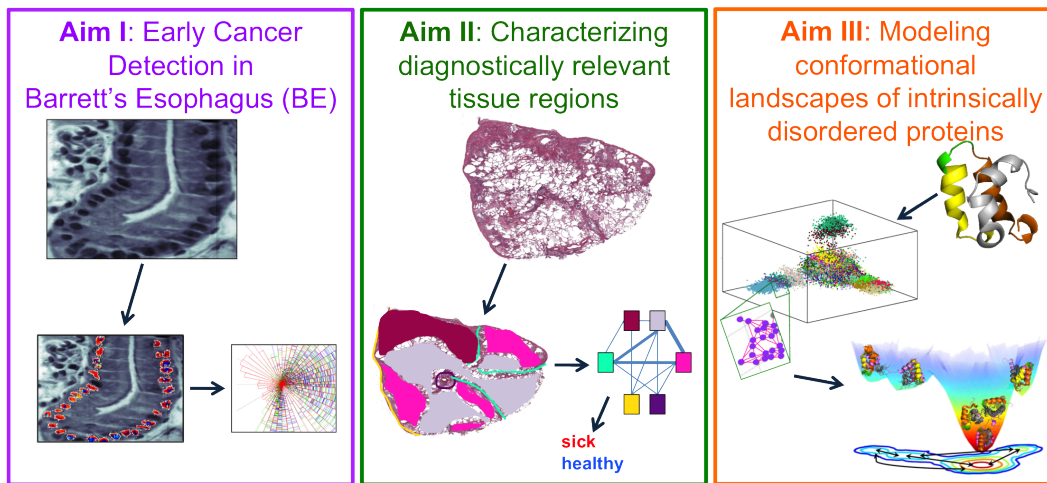 Aim I: Early Cancer
Detection in
Barrett's Esophagus (BE)
Aim II: Characterizing
diagnostically relevant
tissue regions
sick
healthy
Aim III: Modeling
conformational
landscapes of intrinsically
disordered proteins